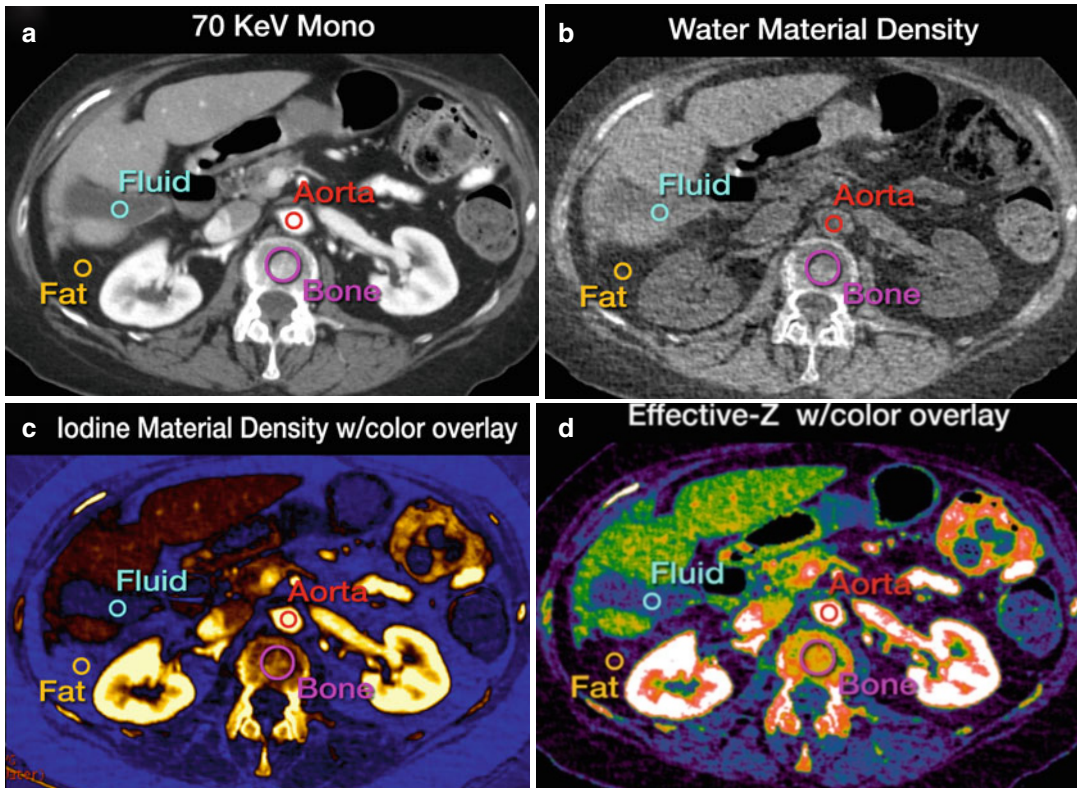 a
70 KeV Mono
Fluid
Aorta
Fat
Bone
b
Water Material Density
Fluid
Aorta
Fat
Bone
c
Iodine Material Density w/color overlay
Fluid
Aorta
Fat
Bone
d
Effective-Z w/color overlay
Fluid
Aorta
Fat
Bone